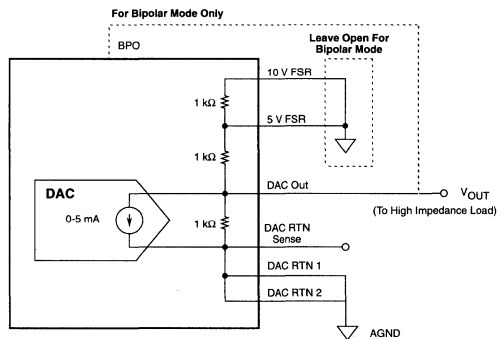 For Bipolar Mode Only
BPO
Leave Open For
Bipolar Mode
10 V FSR
1 kΩ
5 V FSR
1 kΩ
DAC
DAC Out
VOUT
0-5 mA
1 kΩ
(To High Impedance Load)
DAC RTN
Sense
DAC RTN 1
DAC RTN 2
AGND